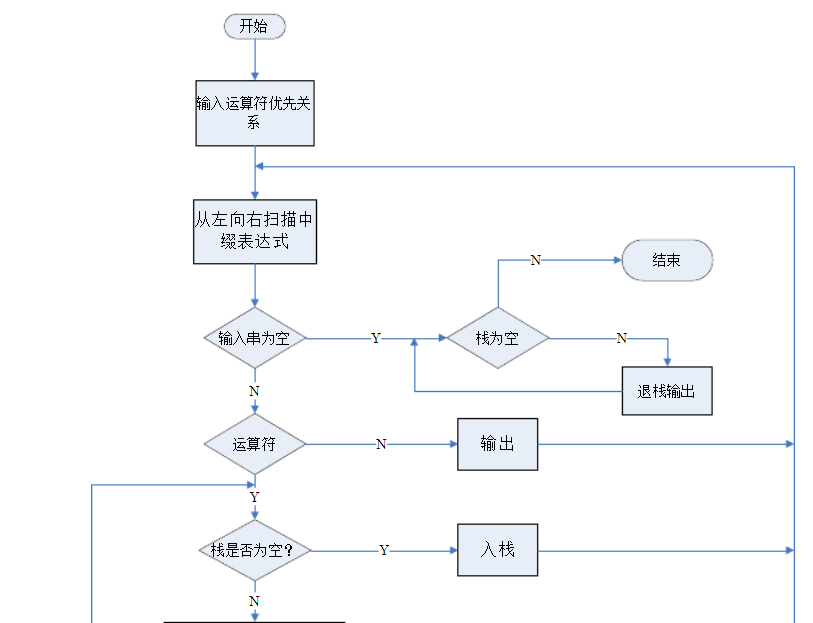 开始
输入运算符优先关
系
从左向右扫描中
缀表达式
N
结束
输入串为空
Y
栈为空
N
N
退栈输出
运算符
N
输出
Y
栈是否为空?
Y
入栈
N